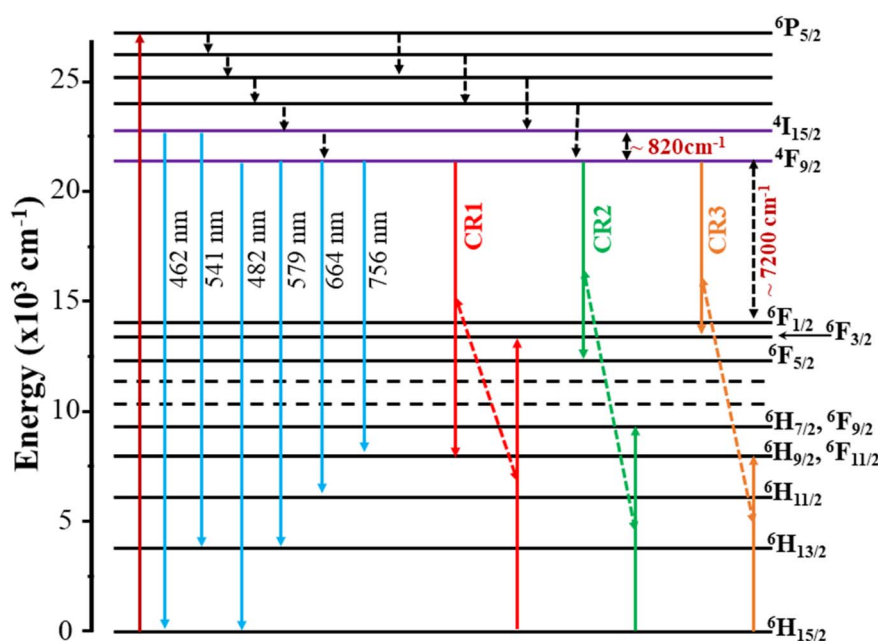 Energy (x10³ cm⁻¹)
25
20
15
10
5
0
⁶P₅/₂
⁴I₁₅/₂
~ 820cm⁻¹
⁴F₉/₂
~ 7200 cm⁻¹
462 nm
541 nm
482 nm
579 nm
664 nm
756 nm
CR1
CR2
CR3
⁶F₁/₂
⁶F₃/₂
⁶F₅/₂
⁶H₇/₂, ⁶F₉/₂
⁶H₉/₂, ⁶F₁₁/₂
⁶H₁₁/₂
⁶H₁₃/₂
⁶H₁₅/₂